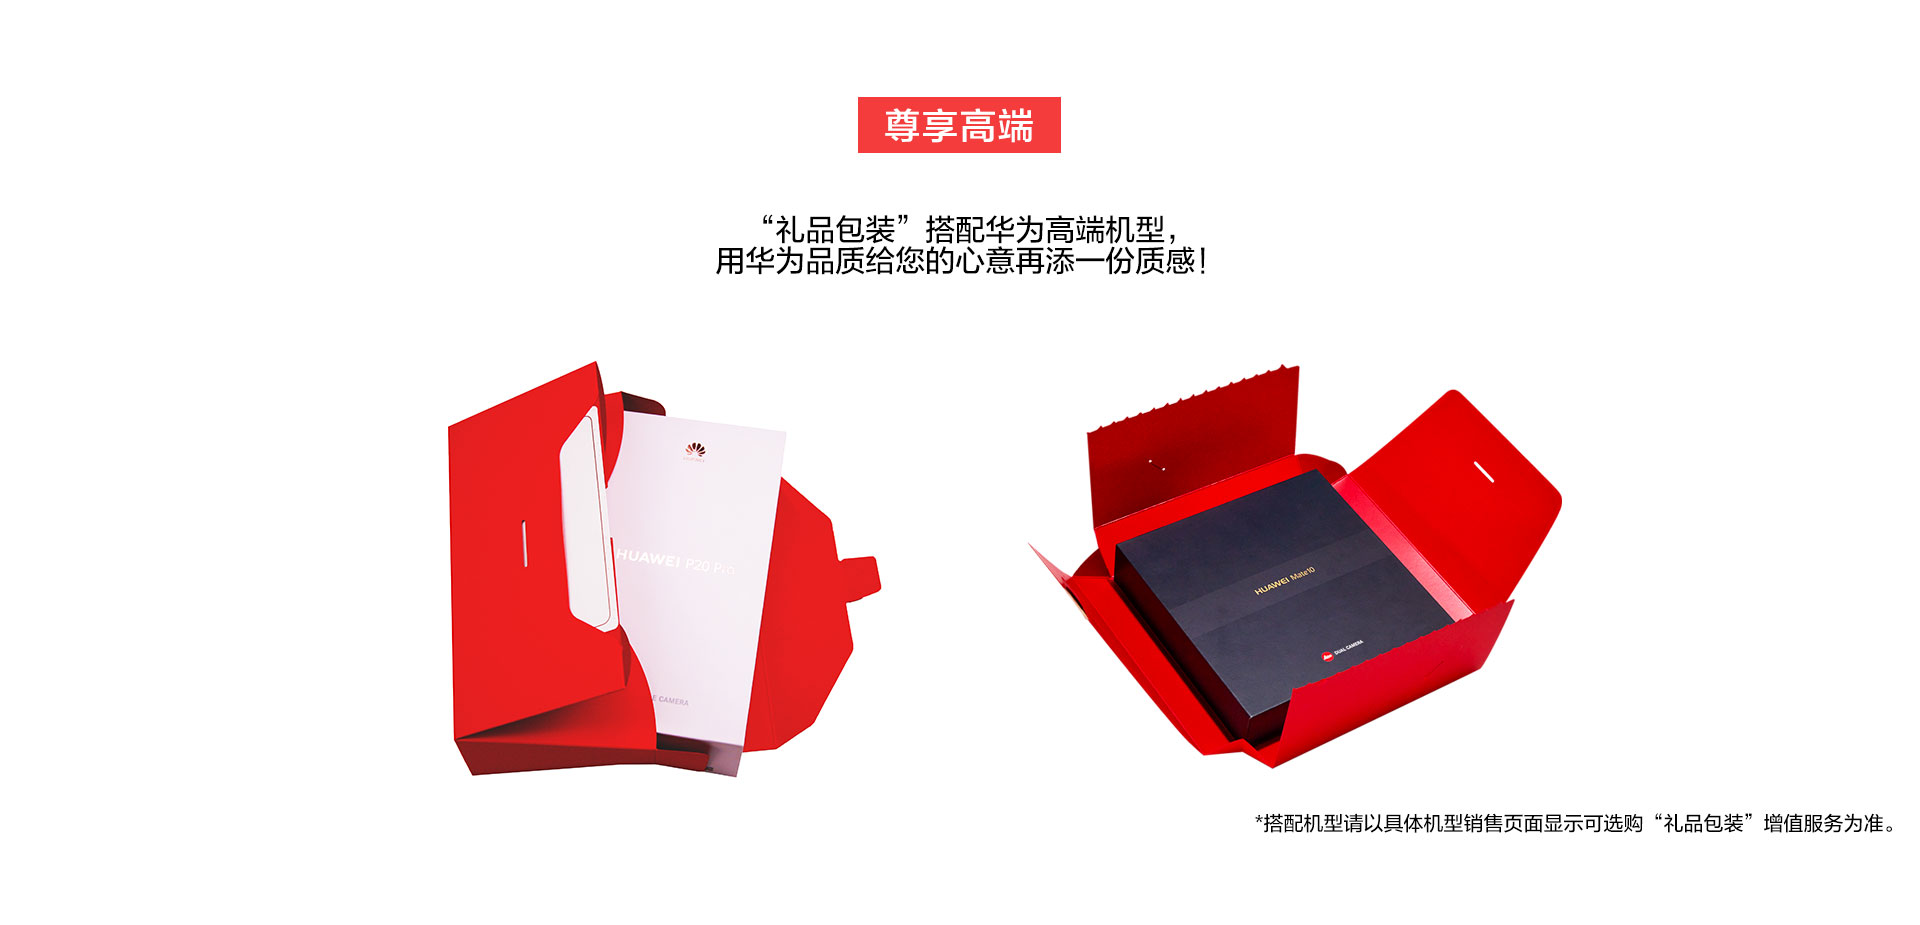 尊享高端
“礼品包装”搭配华为高端机型，
用华为品质给您的心意再添一份质感！
HUAWEI P20 Pro
E CAMERA
HUAWEI Mate10
DUAL CAMERA
*搭配机型请以具体机型销售页面显示可选购“礼品包装”增值服务为准。